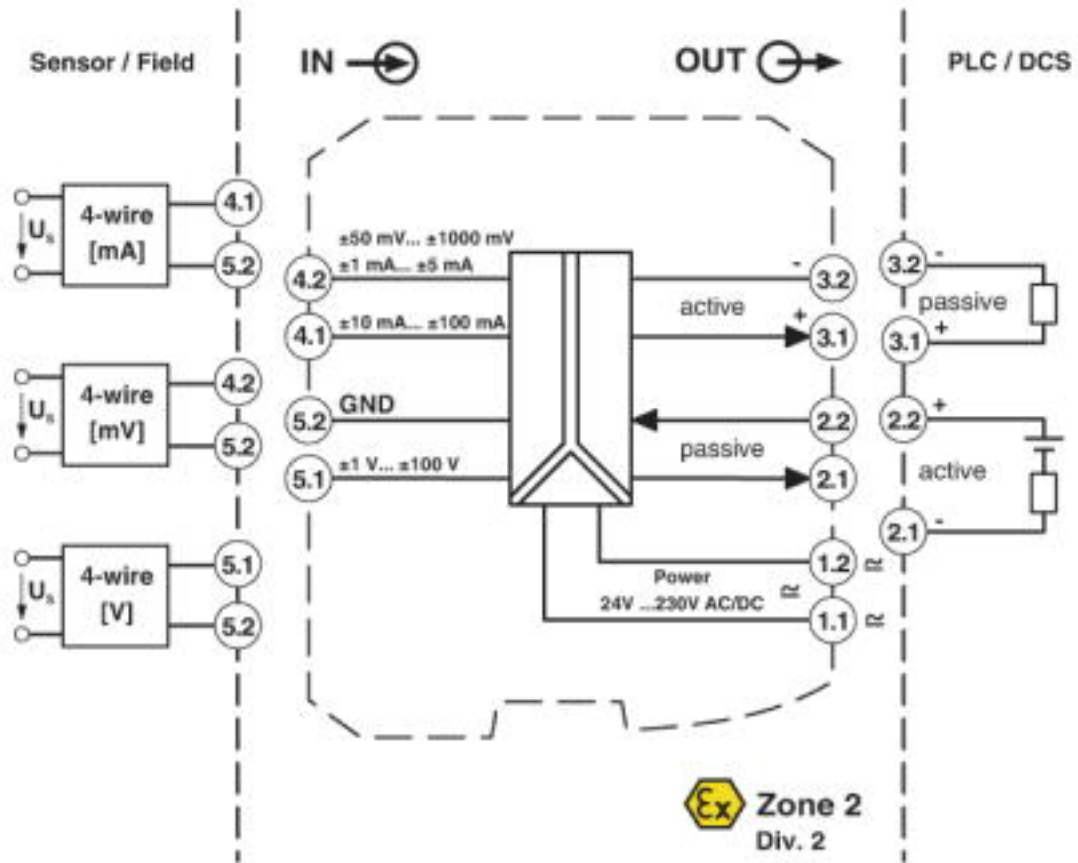 Sensor / Field
IN
OUT
PLC / DCS
4-wire
[mA]
Us
4.1
5.2
4-wire
[mV]
Us
4.2
5.2
4-wire
[V]
Us
5.1
5.2
±50 mV... ±1000 mV
±1 mA... ±5 mA
4.2
±10 mA... ±100 mA
4.1
GND
5.2
±1 V... ±100 V
5.1
-
3.2
active
+
3.1
2.2
passive
2.1
1.2 ≂
Power
24V ...230V AC/DC ≂
1.1 ≂
3.2 -
passive
3.1 +
2.2 +
active
2.1 -
Ex Zone 2
Div. 2